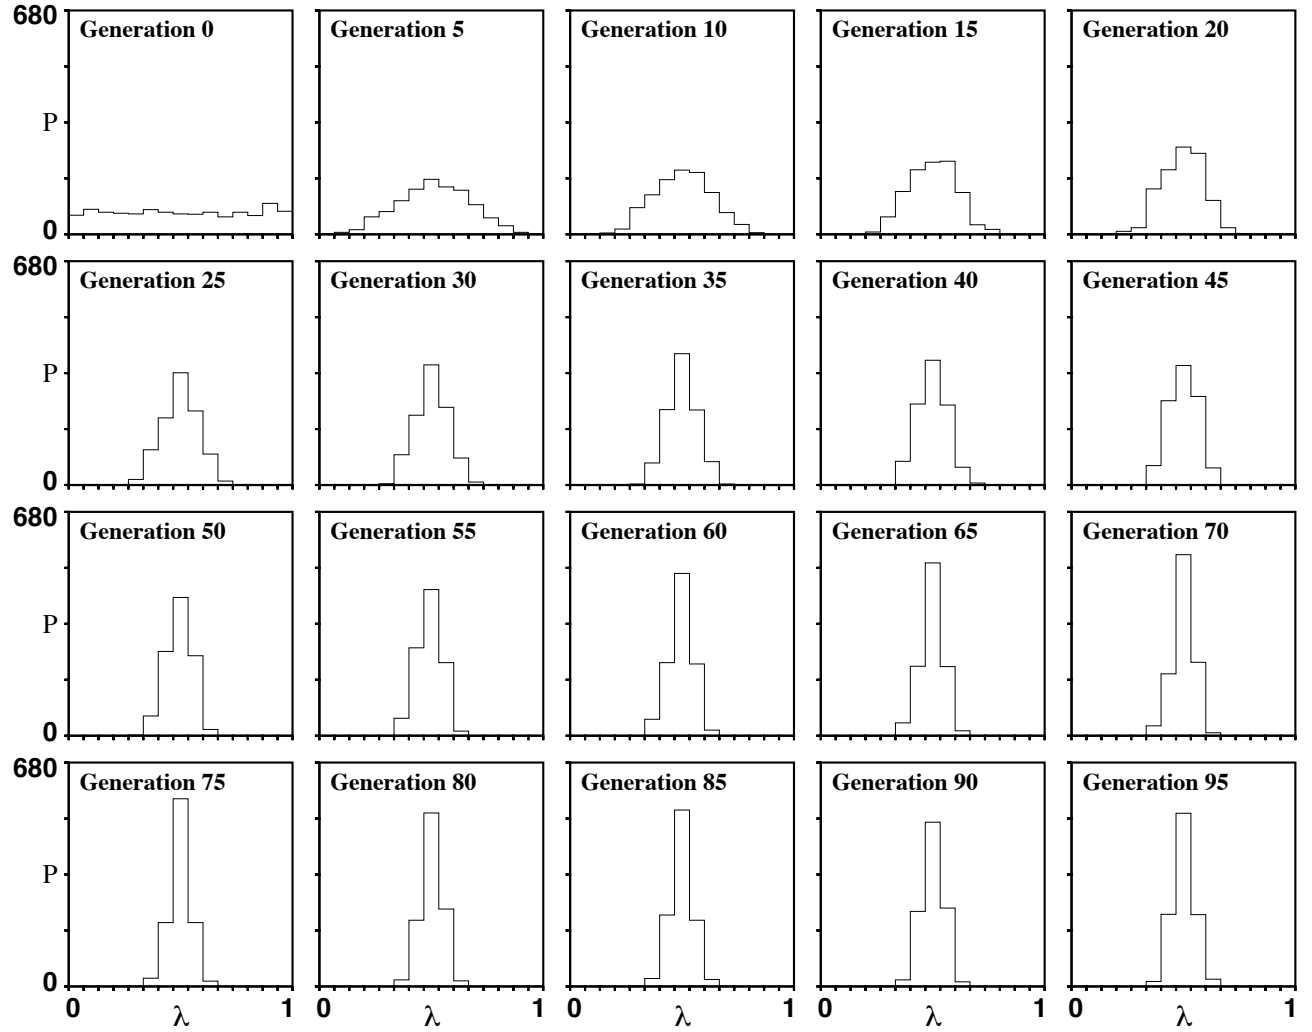 680 Generation 0 Generation 5 Generation 10 Generation 15 Generation 20
P
0
680 Generation 25 Generation 30 Generation 35 Generation 40 Generation 45
P
0
680 Generation 50 Generation 55 Generation 60 Generation 65 Generation 70
P
0
680 Generation 75 Generation 80 Generation 85 Generation 90 Generation 95
P
0
0 λ 1 0 λ 1 0 λ 1 0 λ 1 0 λ 1